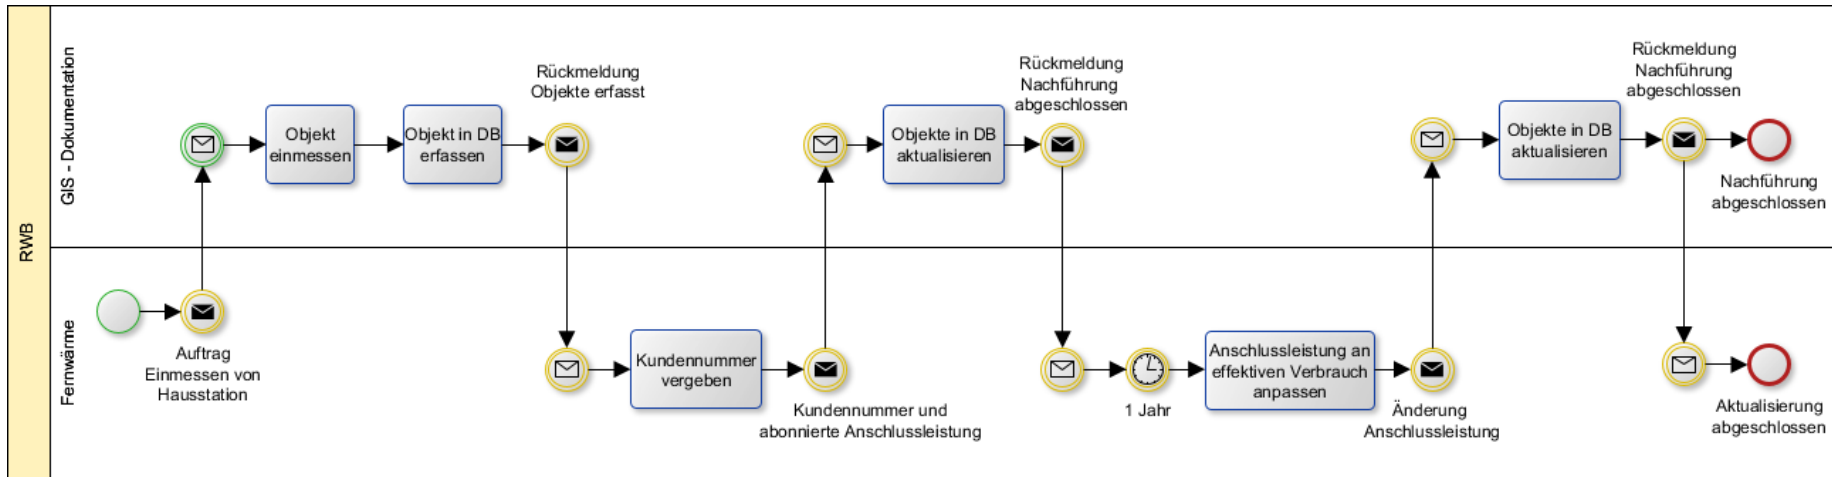 RWB
GIS - Dokumentation
Objekt
einmessen
Objekt in DB
erfassen
Rückmeldung
Objekte erfasst
Objekte in DB
aktualisieren
Rückmeldung
Nachführung
abgeschlossen
Objekte in DB
aktualisieren
Rückmeldung
Nachführung
abgeschlossen
Nachführung
abgeschlossen
Fernwärme
Auftrag
Einmessen von
Hausstation
Kundennummer
vergeben
Kundennummer und
abonnierte Anschlussleistung
1 Jahr
Anschlussleistung an
effektiven Verbrauch
anpassen
Änderung
Anschlussleistung
Aktualisierung
abgeschlossen